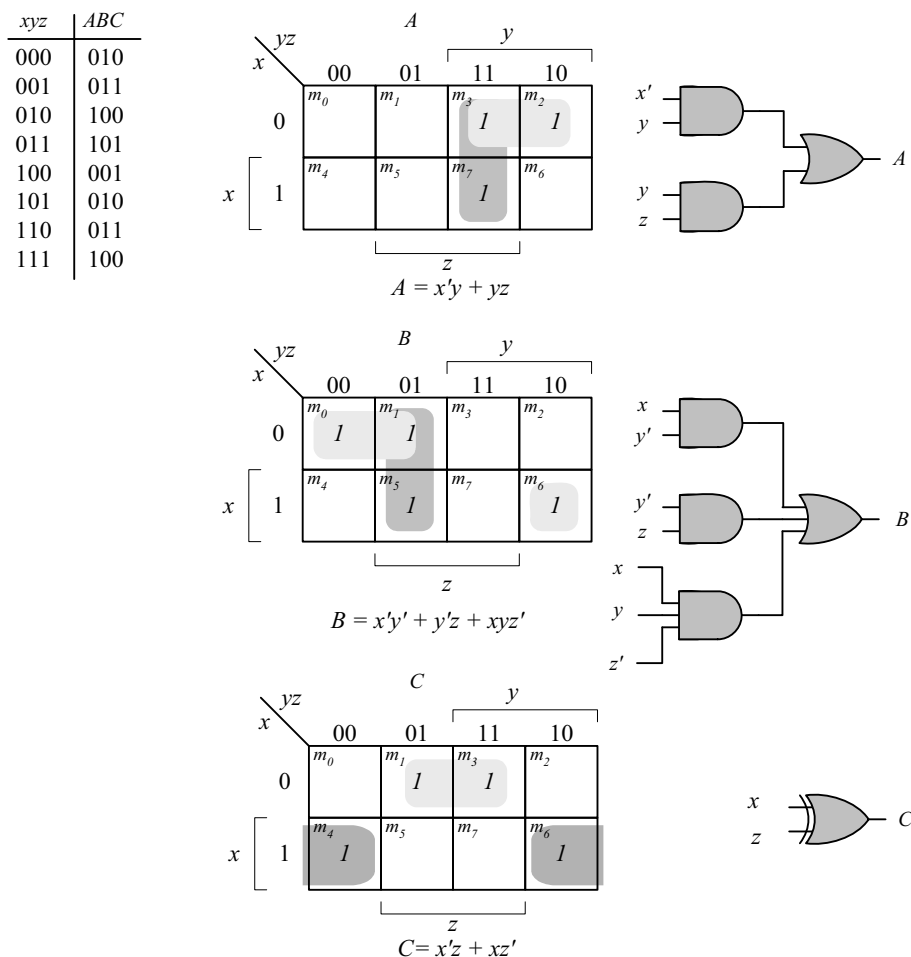 xyz ABC
000 010
001 011
010 100
011 101
100 001
101 010
110 011
111 100
A
yz
x
y
00 01 11 10
m0 m1 m3 m2
0 1 1
m4 m5 m7 m6
x 1 1
z
A = x'y + yz
x'
y
y
z
A
B
yz
x
y
00 01 11 10
m0 m1 m3 m2
0 1 1
m4 m5 m7 m6
x 1 1 1
z
B = x'y' + y'z + xyz'
x
y'
y'
z
x
y
z'
B
C
yz
x
y
00 01 11 10
m0 m1 m3 m2
0 1 1
m4 m5 m7 m6
x 1 1 1
z
C= x'z + xz'
x
z
C